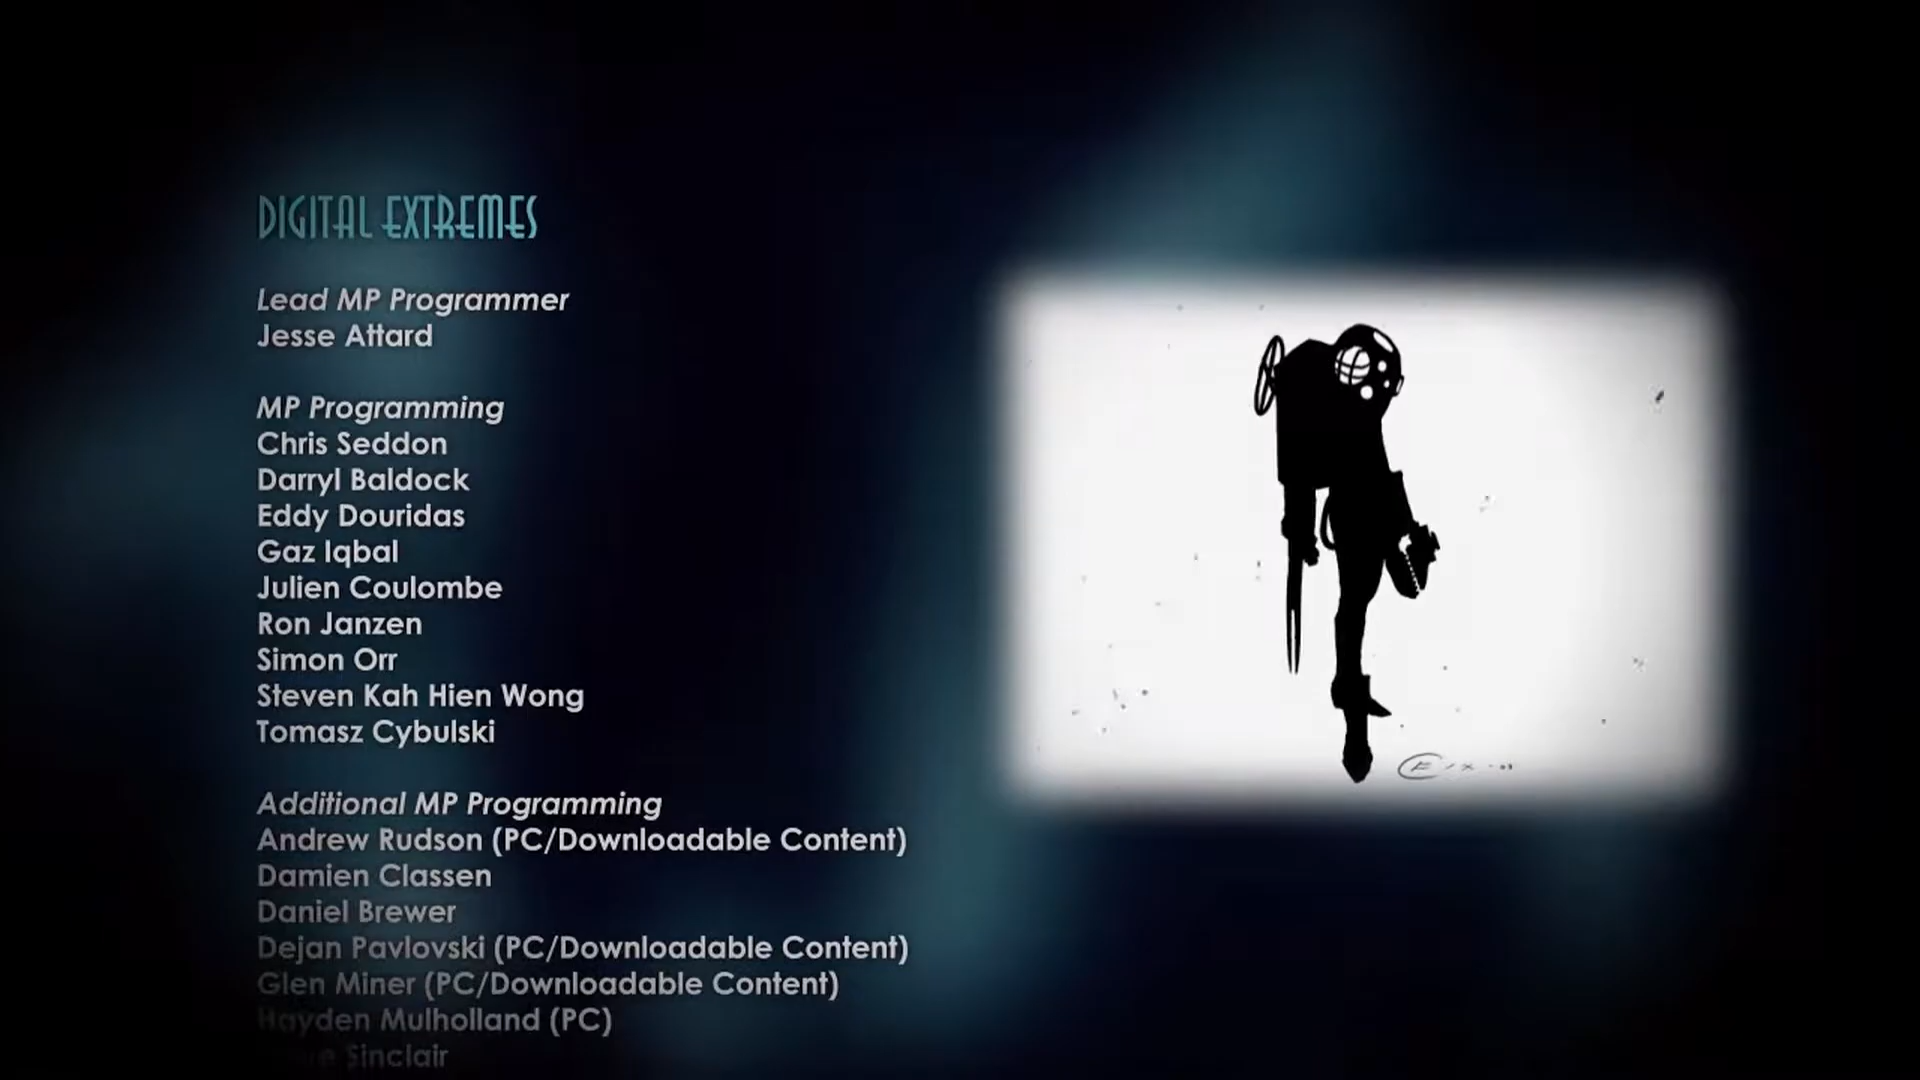 DIGITAL EXTREMES
Lead MP Programmer
Jesse Attard
MP Programming
Chris Seddon
Darryl Baldock
Eddy Douridas
Gaz Iqbal
Julien Coulombe
Ron Janzen
Simon Orr
Steven Kah Hien Wong
Tomasz Cybulski
Additional MP Programming
Andrew Rudson (PC/Downloadable Content)
Damien Classen
Daniel Brewer
Dejan Pavlovski (PC/Downloadable Content)
Glen Miner (PC/Downloadable Content)
Hayden Mulholland (PC)
Sinclair